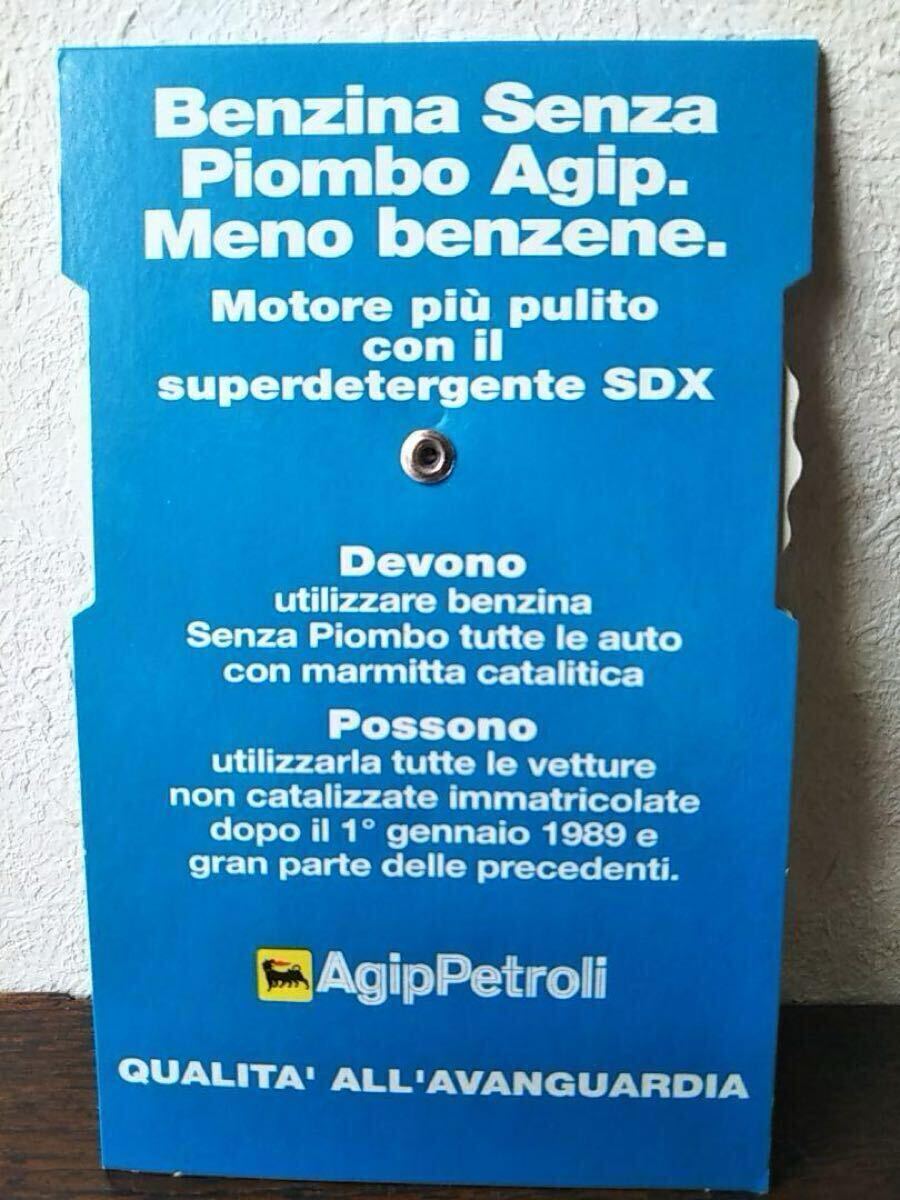 Benzina Senza
Piombo Agip.
Meno benzene.
Motore più pulito
con il
superdetergente SDX
Devono
utilizzare benzina
Senza Piombo tutte le auto
con marmitta catalitica
Possono
utilizzarla tutte le vetture
non catalizzate immatricolate
dopo il 1° gennaio 1989 e
gran parte delle precedenti.
AgipPetroli
QUALITA' ALL'AVANGUARDIA